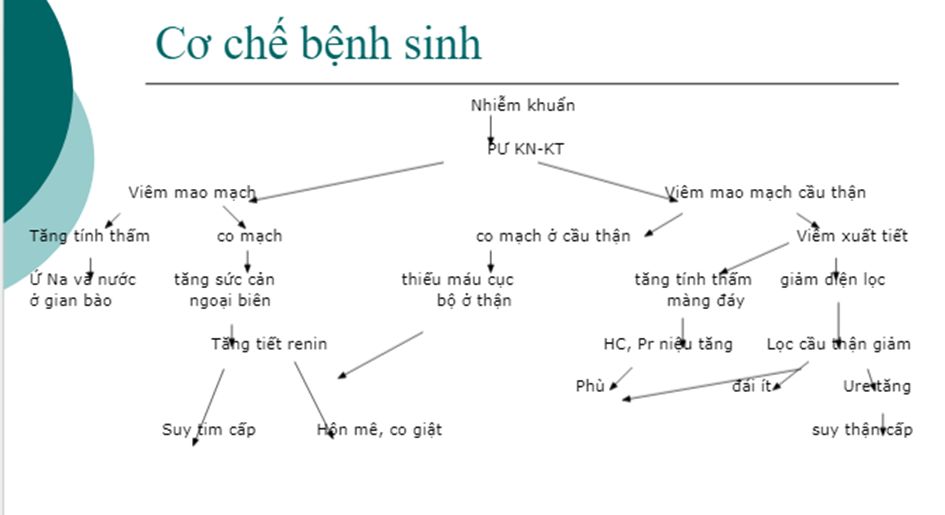 Cơ chế bệnh sinh
Nhiễm khuẩn
PƯ KN-KT
Viêm mao mạch
Viêm mao mạch cầu thận
Tăng tính thấm
co mạch
co mạch ở cầu thận
Viêm xuất tiết
Ứ Na và nước
ở gian bào
tăng sức cản
ngoại biên
thiếu máu cục
bộ ở thận
tăng tính thấm
màng đáy
giảm diện lọc
Tăng tiết renin
HC, Pr niệu tăng
Lọc cầu thận giảm
Phù
đái ít
Ure tăng
Suy tim cấp
Hôn mê, co giật
suy thận cấp